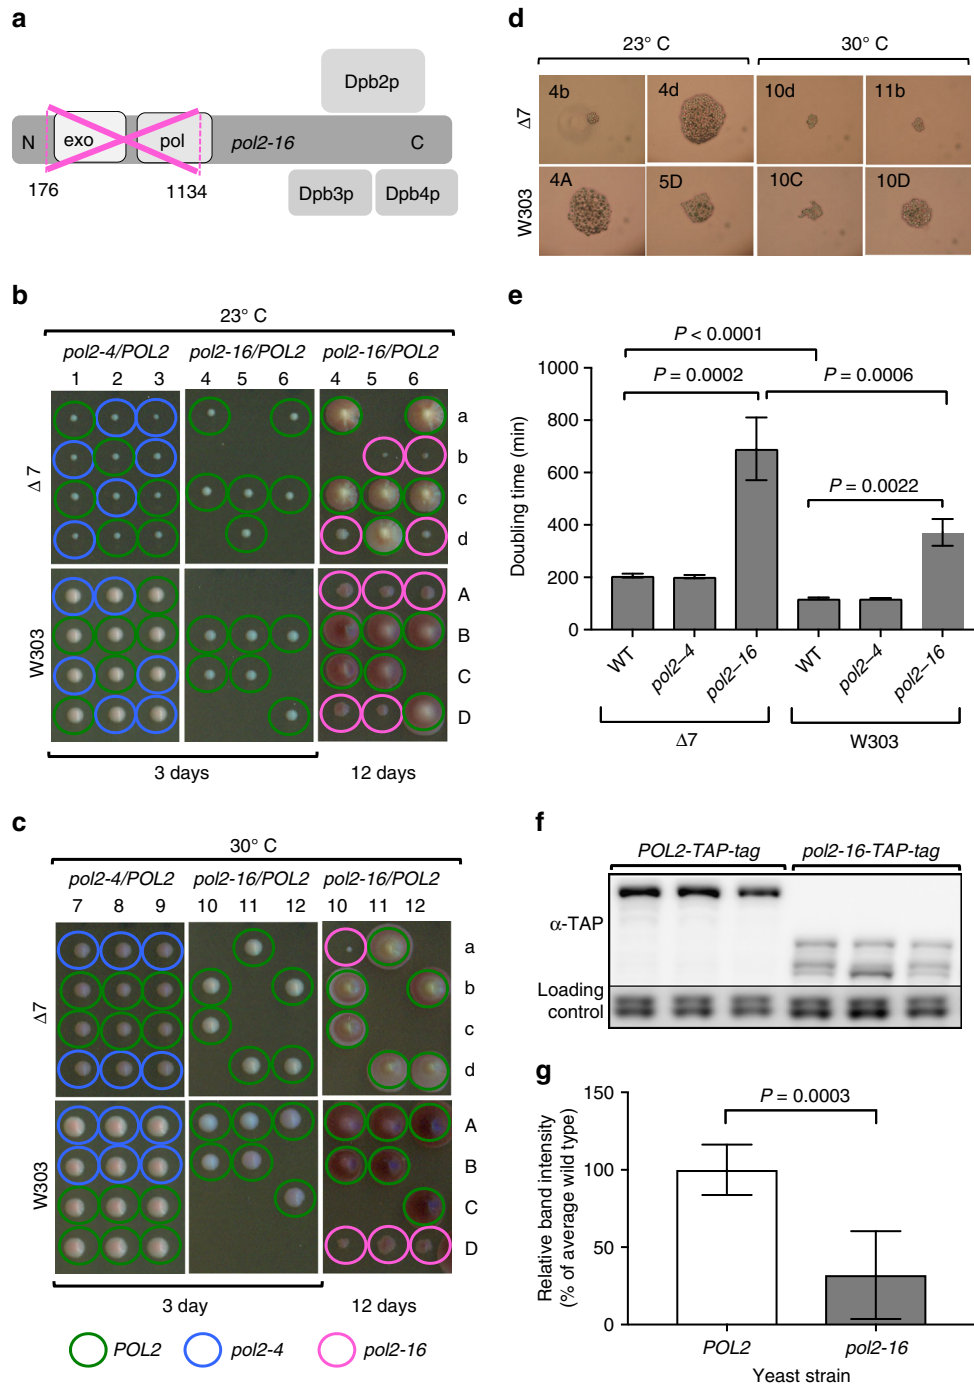 a
Dpb2p
N
exo
pol
pol2-16
C
176
1134
Dpb3p
Dpb4p
b
23° C
pol2-4/POL2
pol2-16/POL2
pol2-16/POL2
1 2 3 4 5 6 4 5 6
Δ 7
a
b
c
d
W303
A
B
C
D
3 days
12 days
c
30° C
pol2-4/POL2
pol2-16/POL2
pol2-16/POL2
7 8 9 10 11 12 10 11 12
Δ7
a
b
c
d
W303
A
B
C
D
3 day
12 days
POL2
pol2-4
pol2-16
d
23° C
30° C
Δ7
4b
4d
10d
11b
W303
4A
5D
10C
10D
e
P < 0.0001
P = 0.0002
P = 0.0006
P = 0.0022
Doubling time (min)
1000
800
600
400
200
0
WT
pol2–4
pol2–16
WT
pol2–4
pol2–16
Δ7
W303
f
POL2-TAP-tag
pol2-16-TAP-tag
α-TAP
Loading
control
g
P = 0.0003
Relative band intensity
(% of average wild type)
150
100
50
0
POL2
pol2-16
Yeast strain